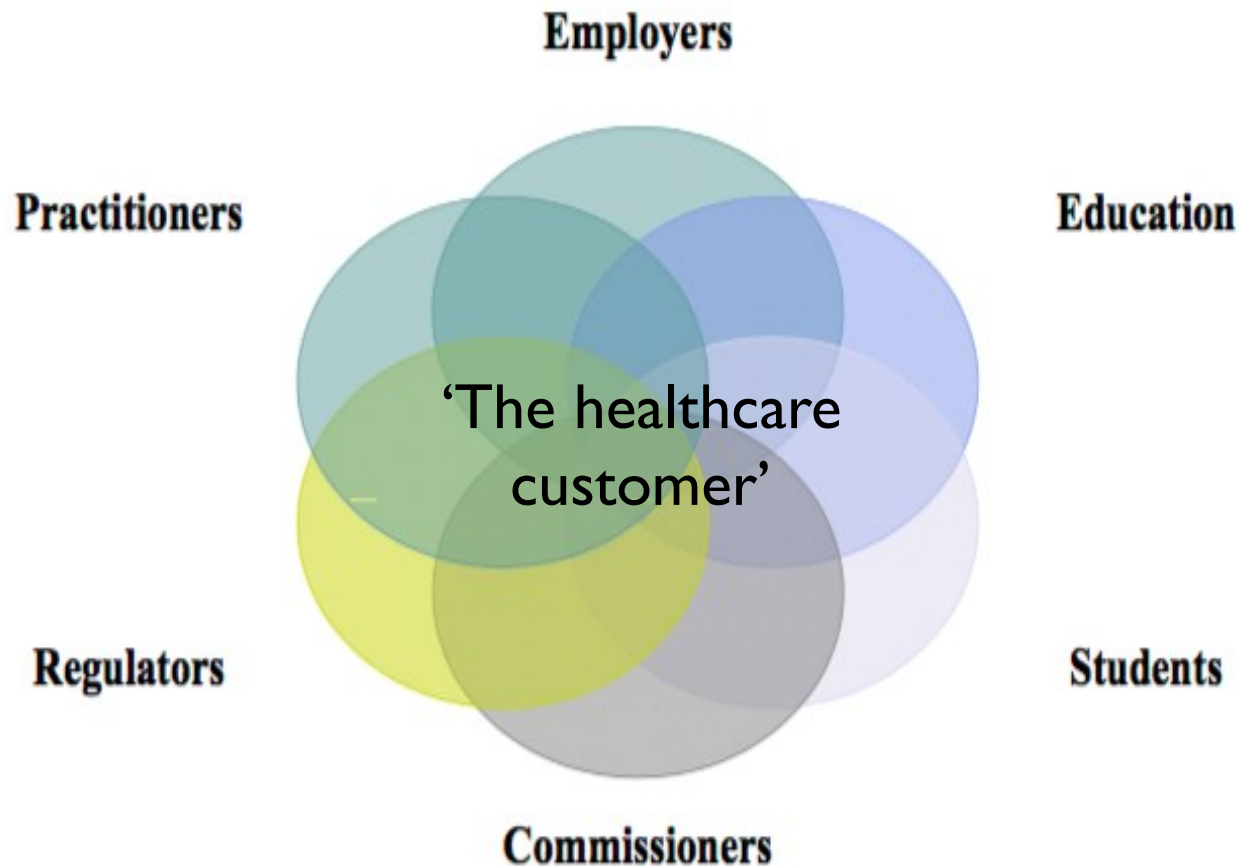 Employers
Practitioners
Education
‘The healthcare
customer’
Regulators
Students
Commissioners